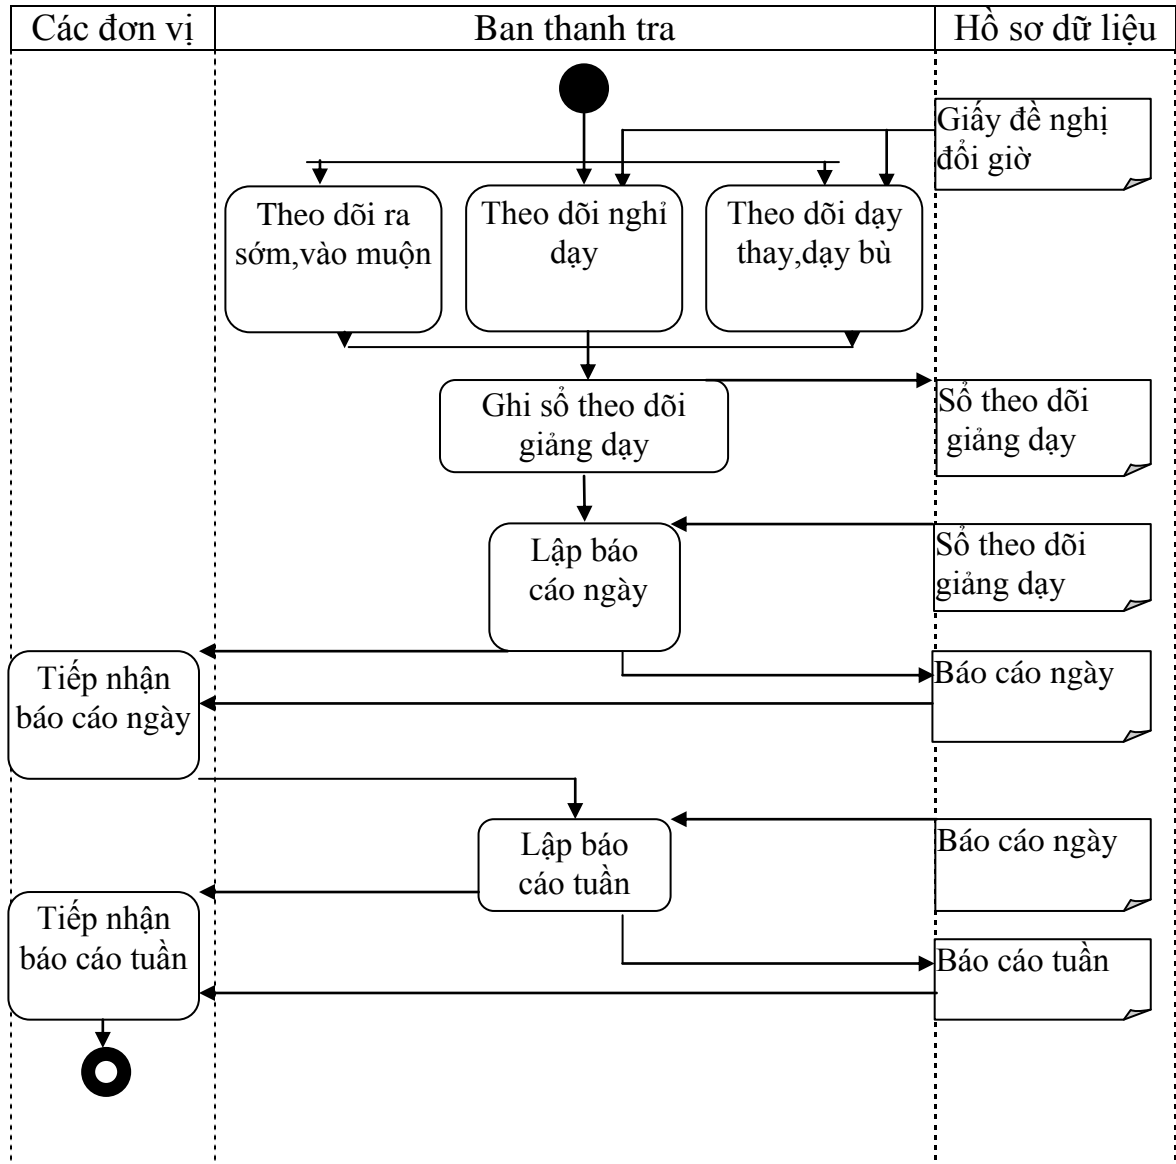 Các đơn vị
Ban thanh tra
Hồ sơ dữ liệu
Giấy đề nghị
đổi giờ
Theo dõi ra
sớm,vào muộn
Theo dõi nghỉ
dạy
Theo dõi dạy
thay,dạy bù
Ghi sổ theo dõi
giảng dạy
Sổ theo dõi
giảng dạy
Lập báo
cáo ngày
Sổ theo dõi
giảng dạy
Tiếp nhận
báo cáo ngày
Báo cáo ngày
Lập báo
cáo tuần
Báo cáo ngày
Tiếp nhận
báo cáo tuần
Báo cáo tuần